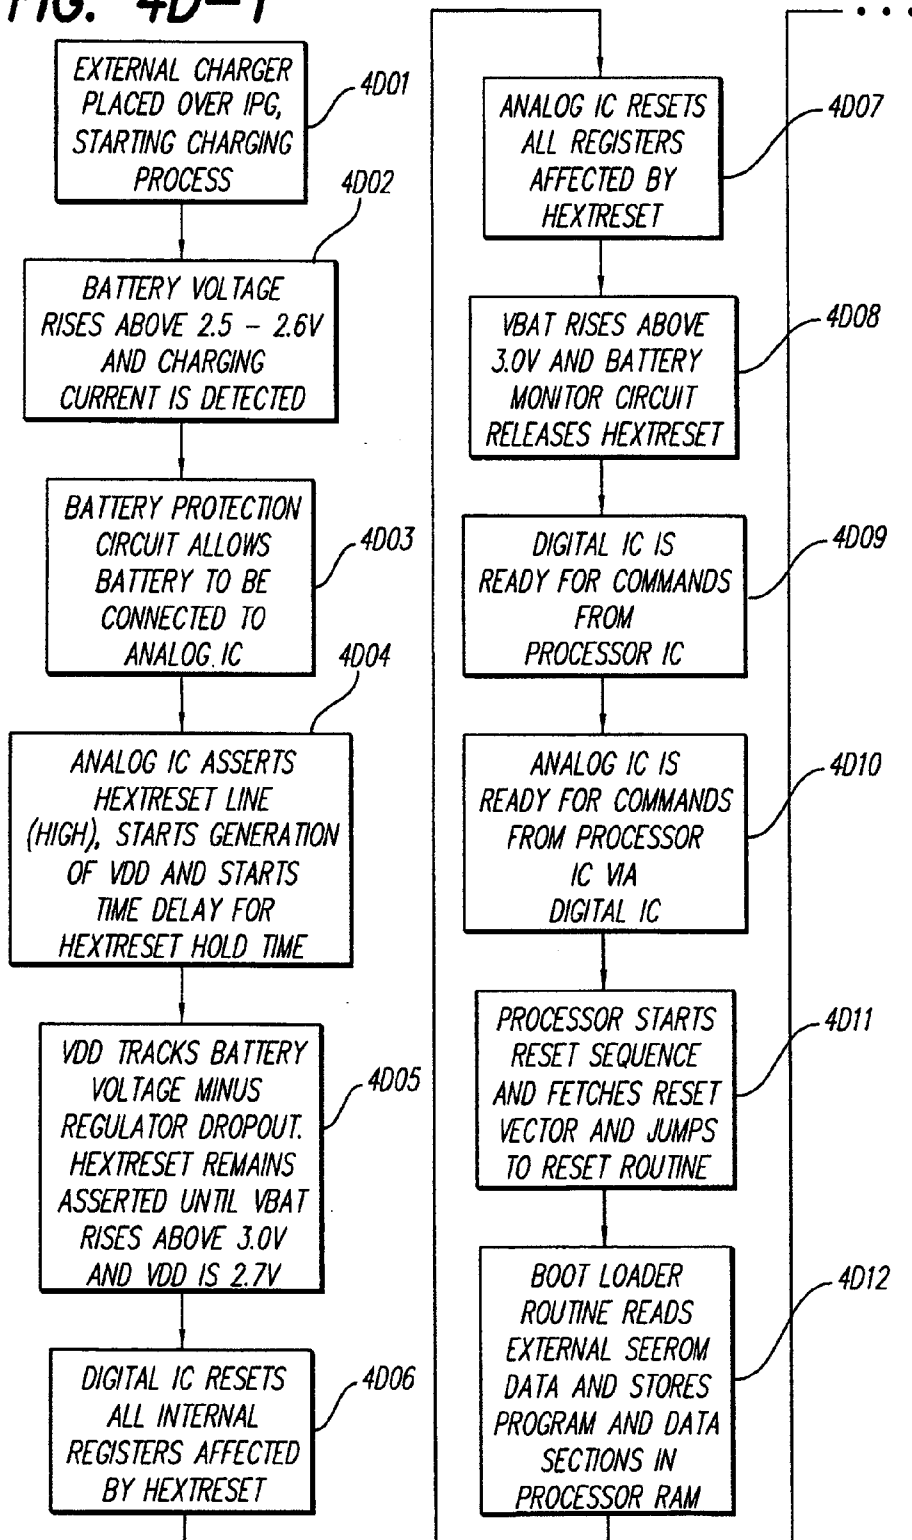 FIG. 4D-1
EXTERNAL CHARGER
PLACED OVER IPG,
STARTING CHARGING
PROCESS
4D01
BATTERY VOLTAGE
RISES ABOVE 2.5 - 2.6V
AND CHARGING
CURRENT IS DETECTED
4D02
BATTERY PROTECTION
CIRCUIT ALLOWS
BATTERY TO BE
CONNECTED TO
ANALOG IC
4D03
ANALOG IC ASSERTS
HEXTRESET LINE
(HIGH), STARTS GENERATION
OF VDD AND STARTS
TIME DELAY FOR
HEXTRESET HOLD TIME
4D04
VDD TRACKS BATTERY
VOLTAGE MINUS
REGULATOR DROPOUT.
HEXTRESET REMAINS
ASSERTED UNTIL VBAT
RISES ABOVE 3.0V
AND VDD IS 2.7V
4D05
DIGITAL IC RESETS
ALL INTERNAL
REGISTERS AFFECTED
BY HEXTRESET
4D06
ANALOG IC RESETS
ALL REGISTERS
AFFECTED BY
HEXTRESET
4D07
VBAT RISES ABOVE
3.0V AND BATTERY
MONITOR CIRCUIT
RELEASES HEXTRESET
4D08
DIGITAL IC IS
READY FOR COMMANDS
FROM
PROCESSOR IC
4D09
ANALOG IC IS
READY FOR COMMANDS
FROM PROCESSOR
IC VIA
DIGITAL IC
4D10
PROCESSOR STARTS
RESET SEQUENCE
AND FETCHES RESET
VECTOR AND JUMPS
TO RESET ROUTINE
4D11
BOOT LOADER
ROUTINE READS
EXTERNAL SEEROM
DATA AND STORES
PROGRAM AND DATA
SECTIONS IN
PROCESSOR RAM
4D12